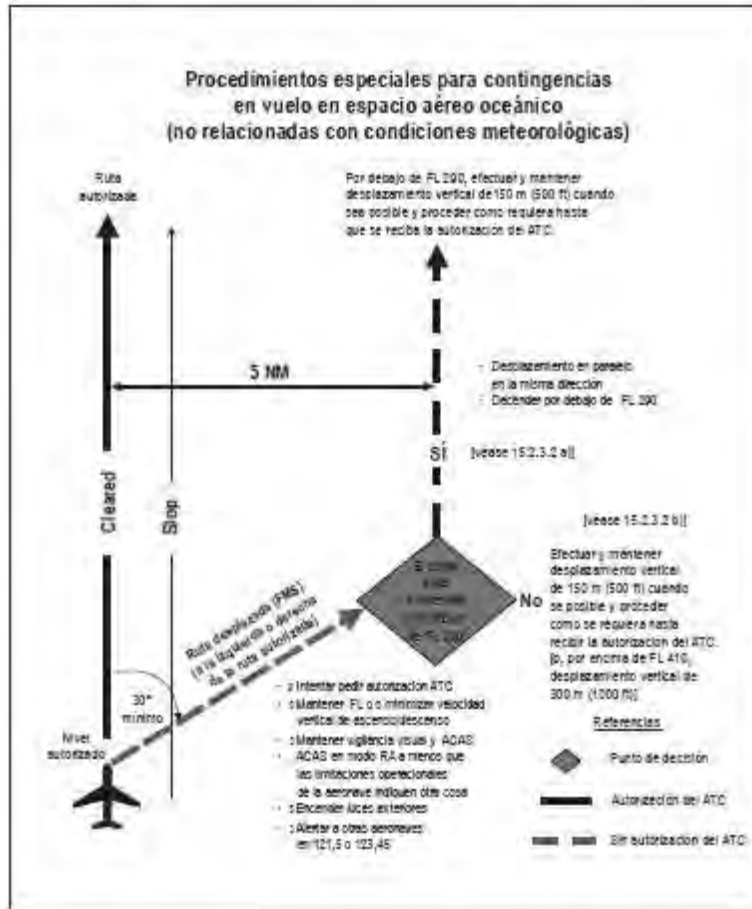 Procedimientos especiales para contingencias
en vuelo en espacio aéreo oceánico
(no relacionadas con condiciones meteorológicas)
Ruta
autorizada
Por debajo de FL 290, efectuar y mantener
desplazamiento vertical de 150 m (500 ft) cuando
sea posible y proceder como requiera hasta
que se reciba la autorización del ATC.
5 NM
- Desplazamiento en paralelo
en la misma dirección
- Decender por debajo de FL 290
SÍ
[véase 15.2.3.2 a)]
Cleared
Slop
[véase 15.2.3.2 b)]
No
Efectuar y mantener
desplazamiento vertical
de 150 m (500 ft) cuando
se posible y proceder
como se requiera hasta
recibir la autorización del ATC.
[o, por encima de FL 410,
desplazamiento vertical de
300 m (1000 ft)]
Ruta desplazada (FMS)
(a la izquierda o derecha
de la ruta autorizada)
30°
mínimo
Nivel
autorizado
Intentar pedir autorización ATC
Mantener FL o o minimizar velocidad
vertical de ascenso/descenso
Mantener vigilancia visual y ACAS
ACAS en modo RA a menos que
las limitaciones operacionales
de la aeronave indiquen otra cosa
Encender luces exteriores
Alertar a otras aeronaves
en 121,5 o 123,45
Referencias
Punto de decisión
Autorización del ATC
Sin autorización del ATC